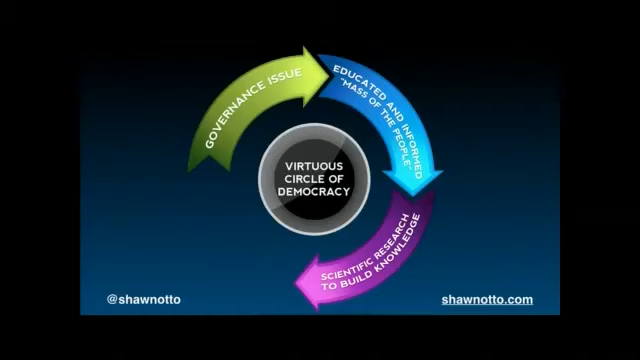 GOVERNANCE ISSUE
EDUCATED AND INFORMED
"MASS OF THE PEOPLE"
VIRTUOUS
CIRCLE OF
DEMOCRACY
SCIENTIFIC RESEARCH
TO BUILD KNOWLEDGE
@shawnotto
shawnotto.com